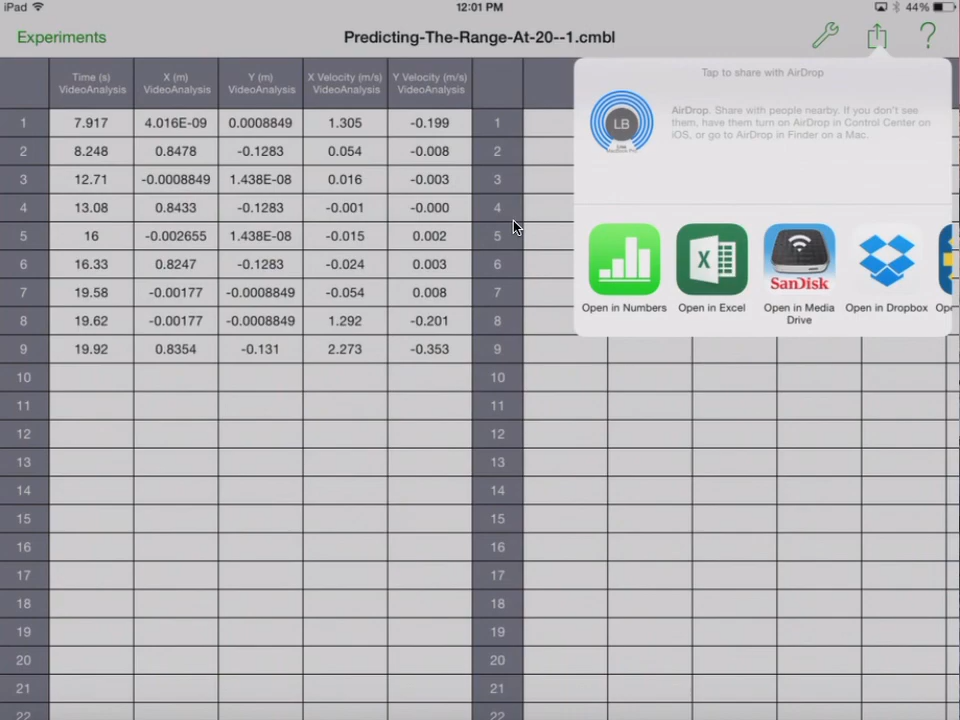 iPad 12:01 PM 44%
Experiments Predicting-The-Range-At-20--1.cmbl ?
Time (s) X (m) Y (m) X Velocity (m/s) Y Velocity (m/s)
VideoAnalysis VideoAnalysis VideoAnalysis VideoAnalysis VideoAnalysis
1 7.917 4.016E-09 0.0008849 1.305 -0.199 1
2 8.248 0.8478 -0.1283 0.054 -0.008 2
3 12.71 -0.0008849 1.438E-08 0.016 -0.003 3
4 13.08 0.8433 -0.1283 -0.001 -0.000 4
5 16 -0.002655 1.438E-08 -0.015 0.002 5
6 16.33 0.8247 -0.1283 -0.024 0.003 6
7 19.58 -0.00177 -0.0008849 -0.054 0.008 7
8 19.62 -0.00177 -0.0008849 1.292 -0.201 8
9 19.92 0.8354 -0.131 2.273 -0.353 9
10 10
11 11
12 12
13 13
14 14
15 15
16 16
17 17
18 18
19 19
20 20
21 21
22 22
Tap to share with AirDrop
LB
AirDrop. Share with people nearby. If you don't see
them, have them turn on AirDrop in Control Center on
iOS, or go to AirDrop in Finder on a Mac.
X
SanDisk
Open in Numbers Open in Excel Open in Media Open in Dropbox Ope
Drive